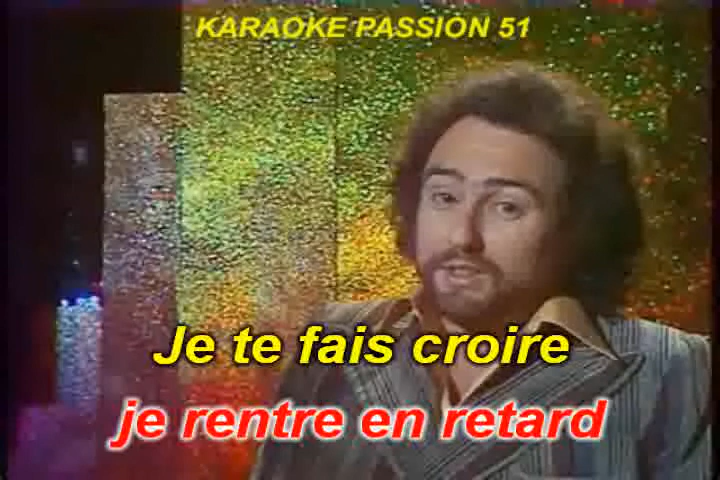 KARAOKE PASSION 51
Je te fais croire
je rentre en retard